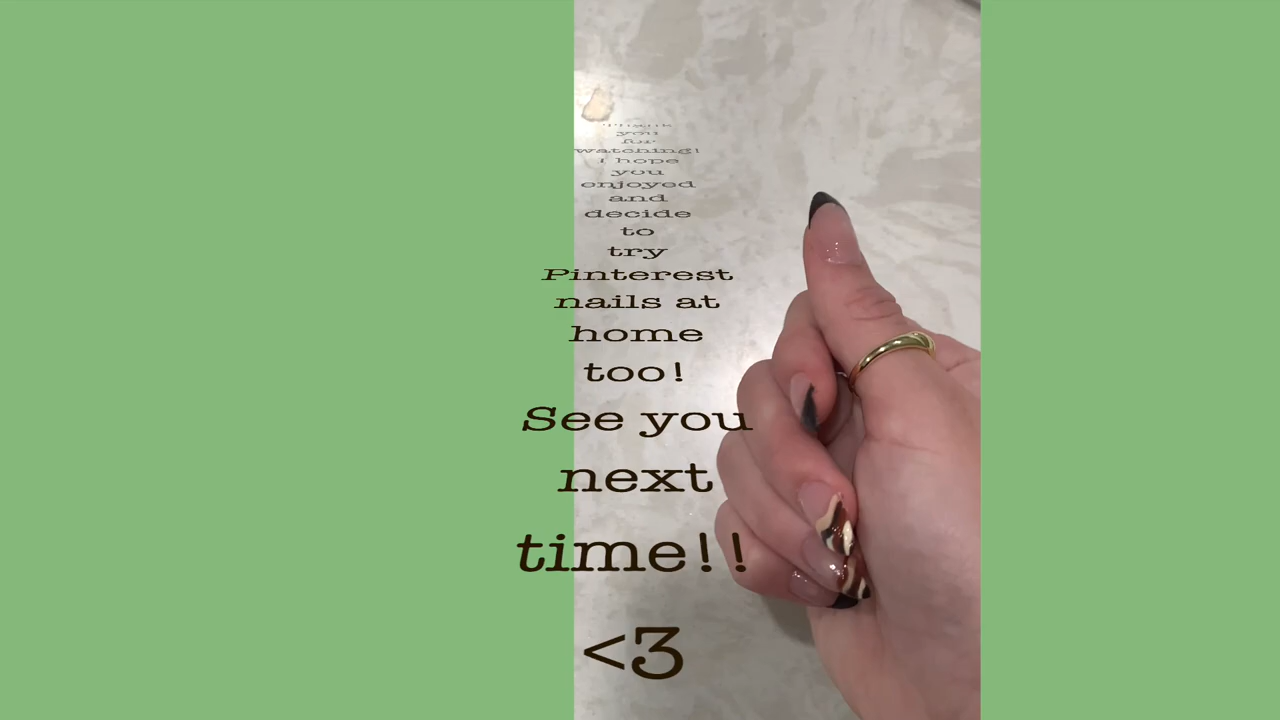 Thank
you
for
watching!
I hope
you
enjoyed
and
decide
to
try
Pinterest
nails at
home
too!
See you
next
time!!
<3